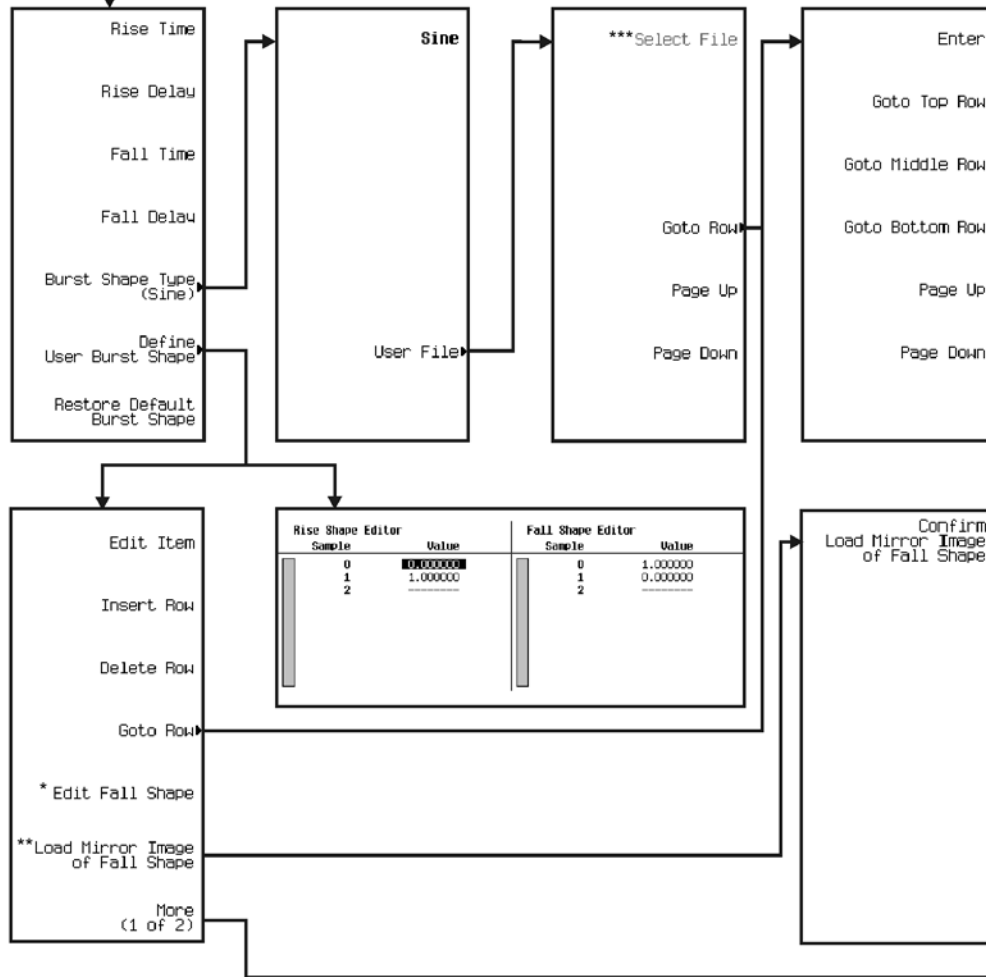 Rise Time
Rise Delay
Fall Time
Fall Delay
Burst Shape Type
(Sine)
Define
User Burst Shape
Restore Default
Burst Shape
Sine
User File
***Select File
Goto Row
Page Up
Page Down
Enter
Goto Top Row
Goto Middle Row
Goto Bottom Row
Page Up
Page Down
Edit Item
Insert Row
Delete Row
Goto Row
* Edit Fall Shape
**Load Mirror Image
of Fall Shape
More
(1 of 2)
Rise Shape Editor
Sample Value
0 0.000000
1 1.000000
2 --------
Fall Shape Editor
Sample Value
0 1.000000
1 0.000000
2 --------
Confirm
Load Mirror Image
of Fall Shape